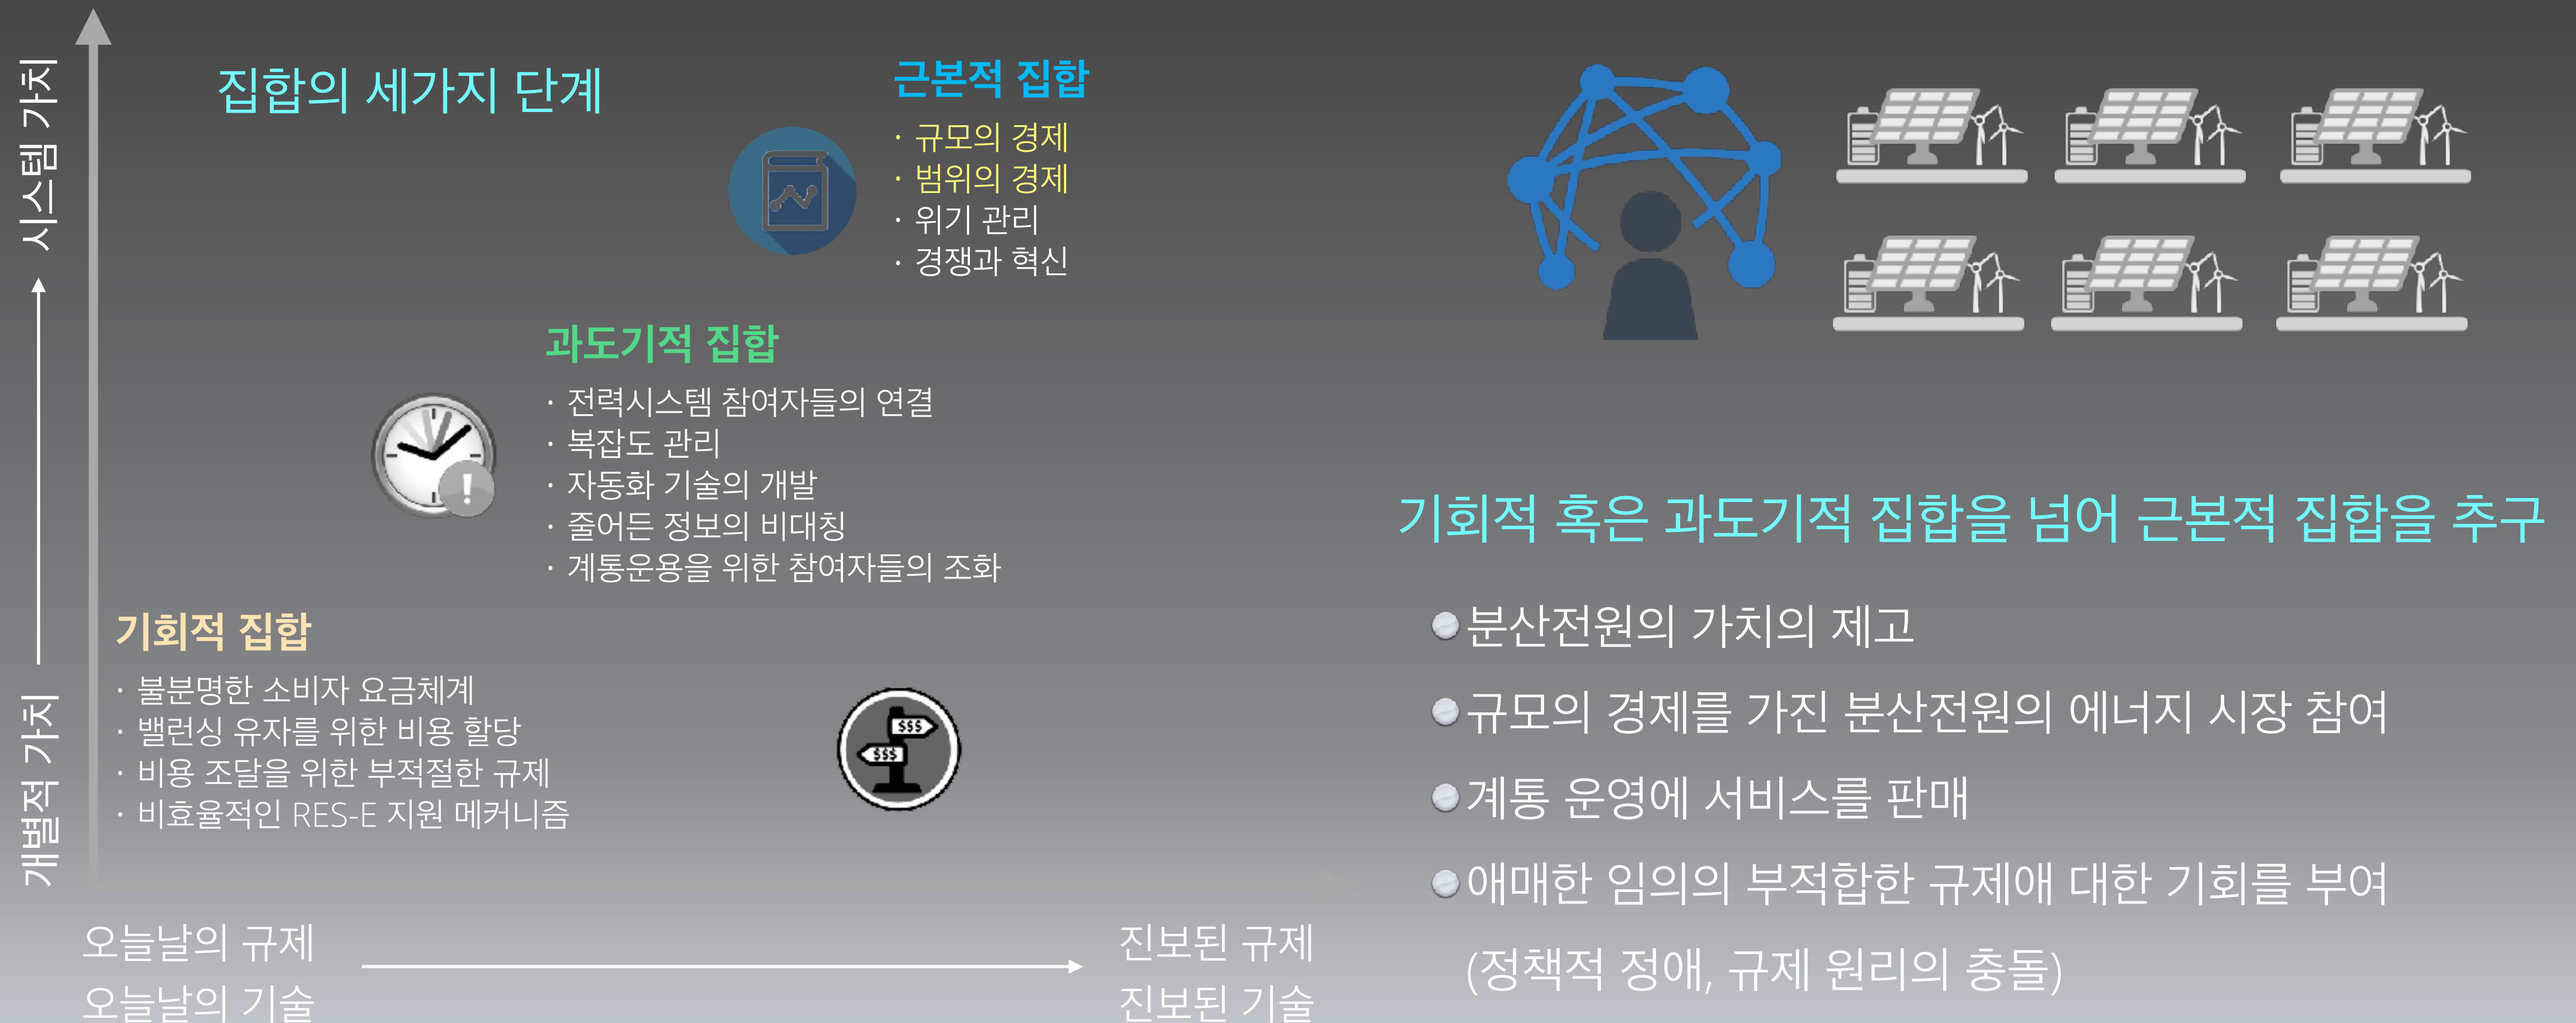 집합의 세가지 단계
시스템 가치
개별적 가치
근본적 집합
· 규모의 경제
· 범위의 경제
· 위기 관리
· 경쟁과 혁신
과도기적 집합
· 전력시스템 참여자들의 연결
· 복잡도 관리
· 자동화 기술의 개발
· 줄어든 정보의 비대칭
· 계통운용을 위한 참여자들의 조화
!
기회적 집합
· 불분명한 소비자 요금체계
· 밸런싱 유자를 위한 비용 할당
· 비용 조달을 위한 부적절한 규제
· 비효율적인 RES-E 지원 메커니즘
$$$
$$$
오늘날의 규제
오늘날의 기술
진보된 규제
진보된 기술
기회적 혹은 과도기적 집합을 넘어 근본적 집합을 추구
분산전원의 가치의 제고
규모의 경제를 가진 분산전원의 에너지 시장 참여
계통 운영에 서비스를 판매
애매한 임의의 부적합한 규제애 대한 기회를 부여
(정책적 정애, 규제 원리의 충돌)